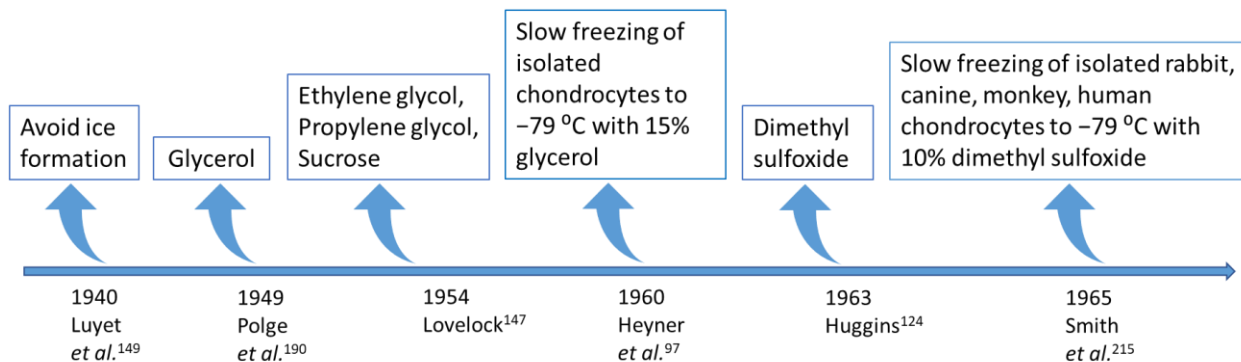 Avoid ice
formation
Glycerol
Ethylene glycol,
Propylene glycol,
Sucrose
Slow freezing of
isolated
chondrocytes to
−79 ⁰C with 15%
glycerol
Dimethyl
sulfoxide
Slow freezing of isolated rabbit,
canine, monkey, human
chondrocytes to −79 ⁰C with
10% dimethyl sulfoxide
1940
Luyet
et al.¹⁴⁹
1949
Polge
et al.¹⁹⁰
1954
Lovelock¹⁴⁷
1960
Heyner
et al.⁹⁷
1963
Huggins¹²⁴
1965
Smith
et al.²¹⁵